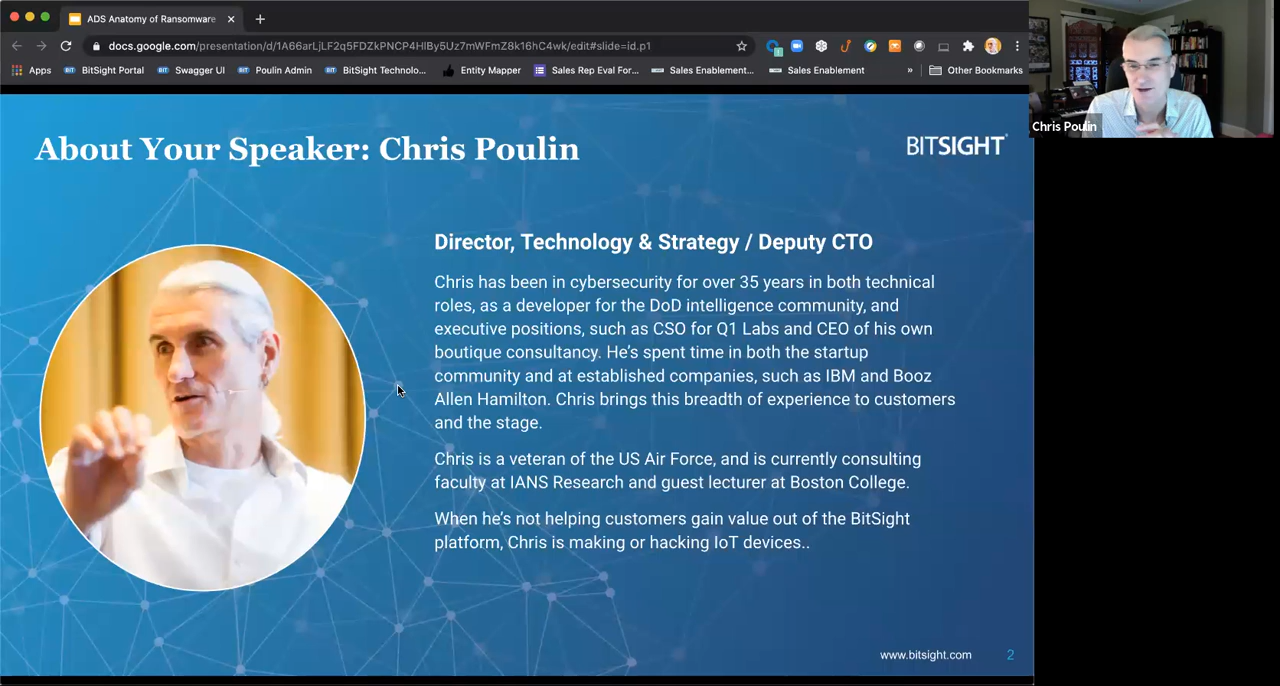 ADS Anatomy of Ransomware
docs.google.com/presentation/d/1A66arLjLF2q5FDZkPNCP4HlBy5Uz7mWFmZ8k16hC4wk/edit#slide=id.p1
Apps BitSight Portal Swagger UI Poulin Admin BitSight Technolo... Entity Mapper Sales Rep Eval For... Sales Enablement... Sales Enablement » Other Bookmarks
Chris Poulin
About Your Speaker: Chris Poulin
BITSIGHT
Director, Technology & Strategy / Deputy CTO
Chris has been in cybersecurity for over 35 years in both technical
roles, as a developer for the DoD intelligence community, and
executive positions, such as CSO for Q1 Labs and CEO of his own
boutique consultancy. He's spent time in both the startup
community and at established companies, such as IBM and Booz
Allen Hamilton. Chris brings this breadth of experience to customers
and the stage.
Chris is a veteran of the US Air Force, and is currently consulting
faculty at IANS Research and guest lecturer at Boston College.
When he's not helping customers gain value out of the BitSight
platform, Chris is making or hacking IoT devices..
www.bitsight.com 2